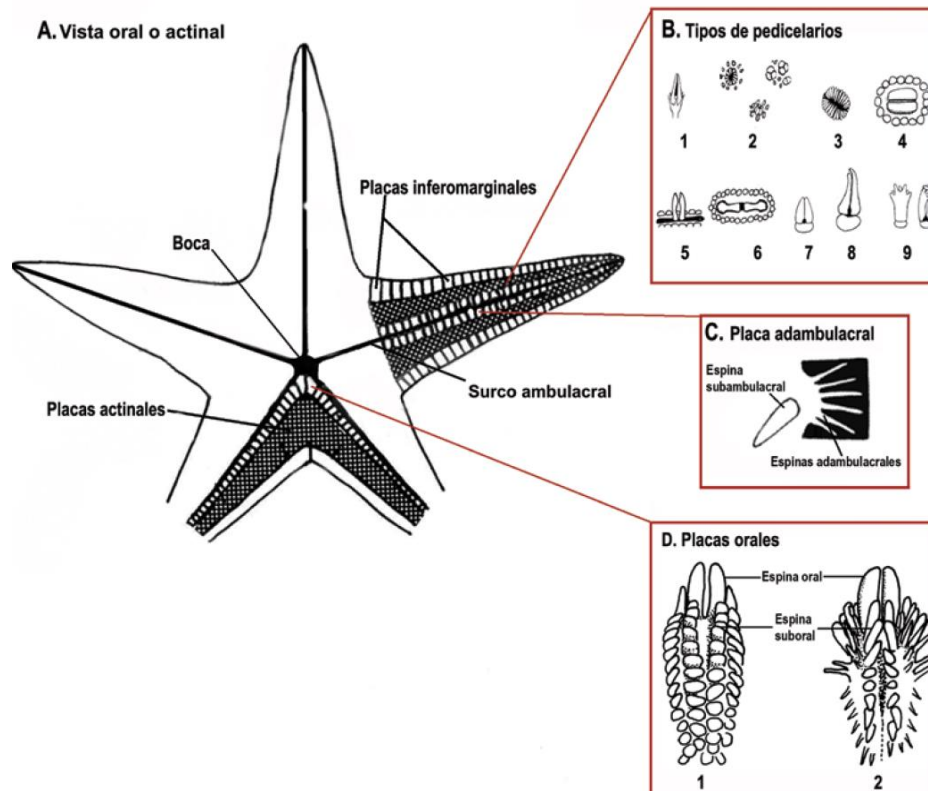 A. Vista oral o actinal
Placas inferomarginales
Boca
Surco ambulacral
Placas actinales
B. Tipos de pedicelarios
1 2 3 4
5 6 7 8 9
C. Placa adambulacral
Espina
subambulacral
Espinas adambulacrales
D. Placas orales
Espina oral
Espina
suboral
1 2